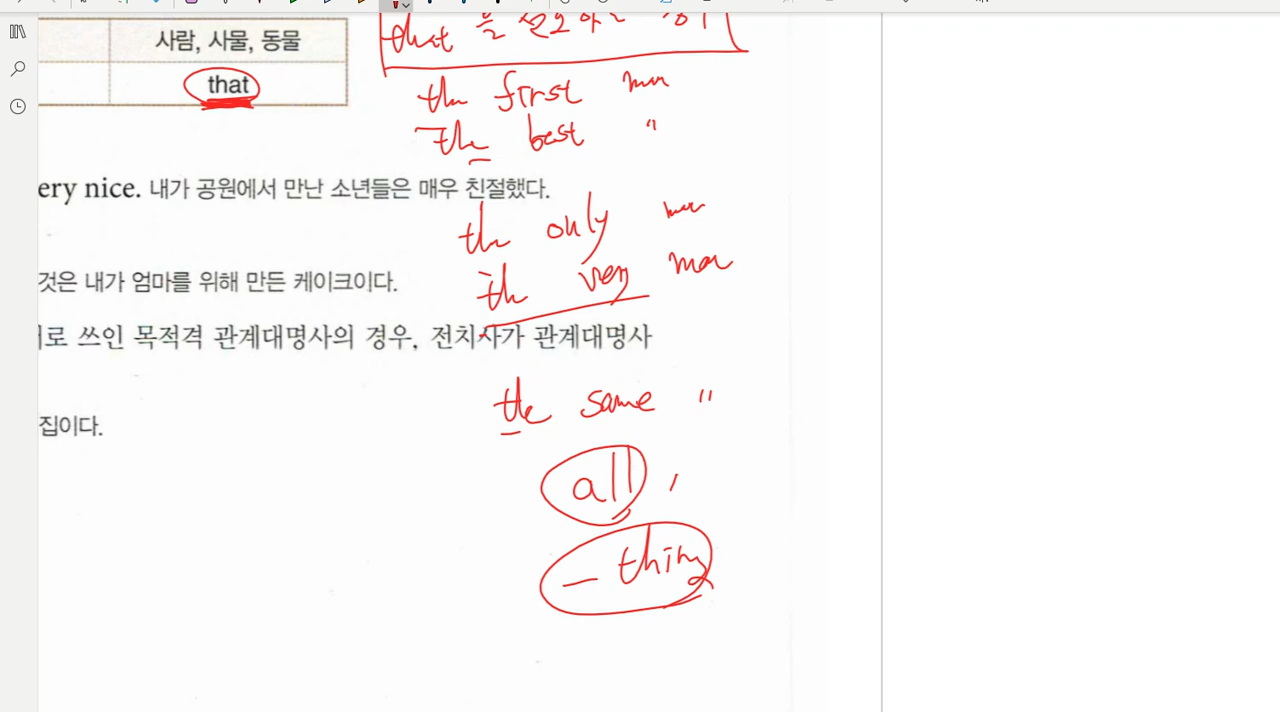 사람, 사물, 동물
that
that 을
the first man
The best "
ery nice. 내가 공원에서 만난 소년들은 매우 친절했다.
the only man
the very man
것은 내가 엄마를 위해 만든 케이크이다.
로 쓰인 목적격 관계대명사의 경우, 전치사가 관계대명사
the same "
집이다.
all,
- thing